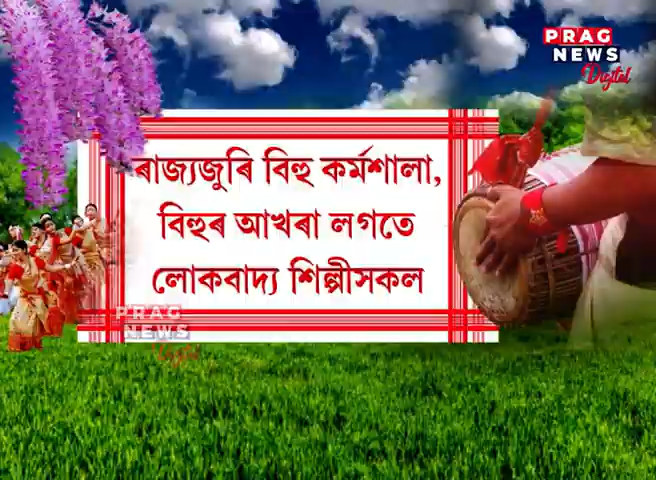 PRAG
NEWS
Digital
ৰাজ্যজুৰি বিহু কৰ্মশালা,
বিহুৰ আখৰা লগতে
লোকবাদ্য শিল্পীসকল
PRAG
NEWS
Digital